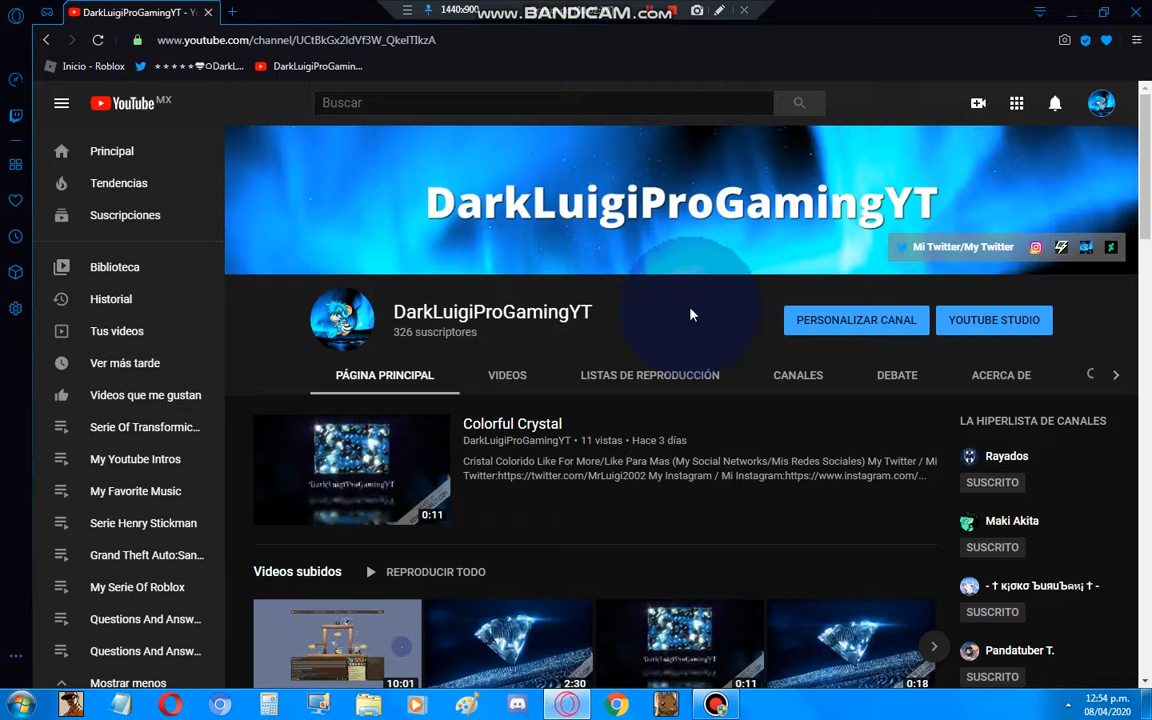 DarkLuigiProGamingYT - Y
1440x900
www.BANDICAM.com
www.youtube.com/channel/UCtBkGx2IdVf3W_QkelTIkzA
Inicio - Roblox
DarkL...
DarkLuigiProGamin...
YouTube MX
Buscar
Principal
Tendencias
Suscripciones
Biblioteca
Historial
Tus videos
Ver más tarde
Videos que me gustan
Serie Of Transformic...
My Youtube Intros
My Favorite Music
Serie Henry Stickman
Grand Theft Auto:San...
My Serie Of Roblox
Questions And Answ...
Questions And Answ...
Mostrar menos
DarkLuigiProGamingYT
Mi Twitter/My Twitter
DarkLuigiProGamingYT
326 suscriptores
PERSONALIZAR CANAL
YOUTUBE STUDIO
PÁGINA PRINCIPAL
VIDEOS
LISTAS DE REPRODUCCIÓN
CANALES
DEBATE
ACERCA DE
DarkLuigiProGamingYT
0:11
Colorful Crystal
DarkLuigiProGamingYT • 11 vistas • Hace 3 días
Cristal Colorido Like For More/Like Para Mas (My Social Networks/Mis Redes Sociales) My Twitter / Mi
Twitter:https://twitter.com/MrLuigi2002 My Instagram / Mi Instagram:https://www.instagram.com/...
LA HIPERLISTA DE CANALES
Rayados
SUSCRITO
Maki Akita
SUSCRITO
SUSCRITO
Pandatuber T.
SUSCRITO
Videos subidos
REPRODUCIR TODO
10:01
2:30
DarkLuigiProGamingYT
0:11
0:18
12:54 p.m.
08/04/2020